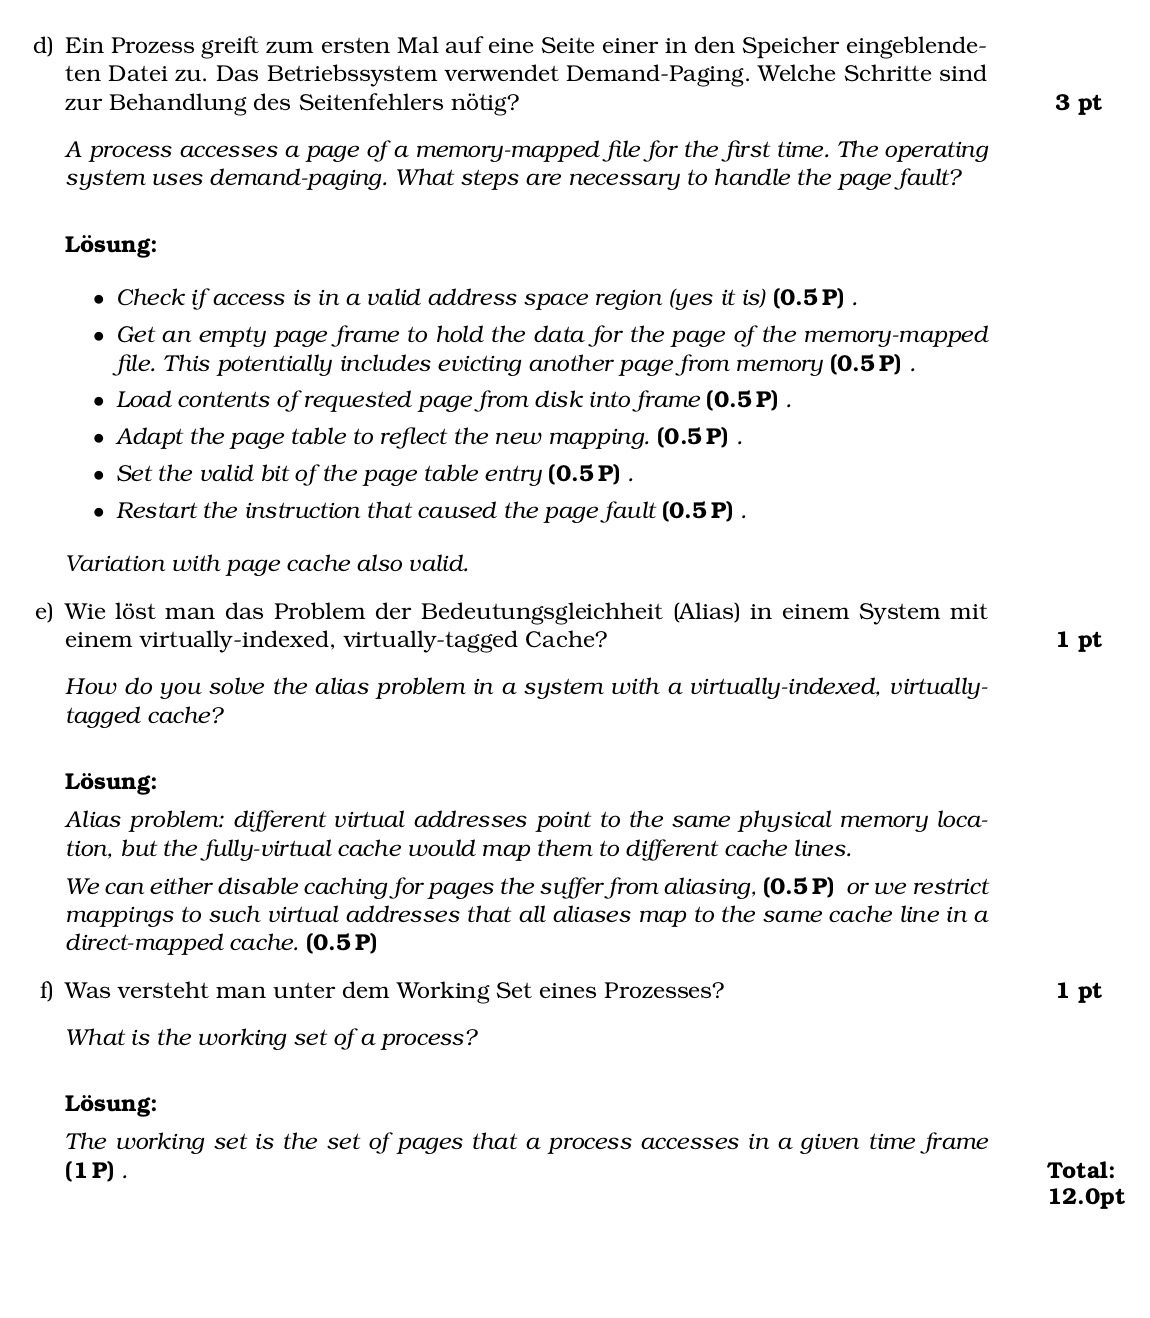 d) Ein Prozess greift zum ersten Mal auf eine Seite einer in den Speicher eingeblende-
ten Datei zu. Das Betriebssystem verwendet Demand-Paging. Welche Schritte sind
zur Behandlung des Seitenfehlers nötig? 3 pt
A process accesses a page of a memory-mapped file for the first time. The operating
system uses demand-paging. What steps are necessary to handle the page fault?
Lösung:
• Check if access is in a valid address space region (yes it is) (0.5 P) .
• Get an empty page frame to hold the data for the page of the memory-mapped
file. This potentially includes evicting another page from memory (0.5 P) .
• Load contents of requested page from disk into frame (0.5 P) .
• Adapt the page table to reflect the new mapping. (0.5 P) .
• Set the valid bit of the page table entry (0.5 P) .
• Restart the instruction that caused the page fault (0.5 P) .
Variation with page cache also valid.
e) Wie löst man das Problem der Bedeutungsgleichheit (Alias) in einem System mit
einem virtually-indexed, virtually-tagged Cache? 1 pt
How do you solve the alias problem in a system with a virtually-indexed, virtually-
tagged cache?
Lösung:
Alias problem: different virtual addresses point to the same physical memory loca-
tion, but the fully-virtual cache would map them to different cache lines.
We can either disable caching for pages the suffer from aliasing, (0.5 P) or we restrict
mappings to such virtual addresses that all aliases map to the same cache line in a
direct-mapped cache. (0.5 P)
f) Was versteht man unter dem Working Set eines Prozesses? 1 pt
What is the working set of a process?
Lösung:
The working set is the set of pages that a process accesses in a given time frame
(1 P) . Total:
12.0pt